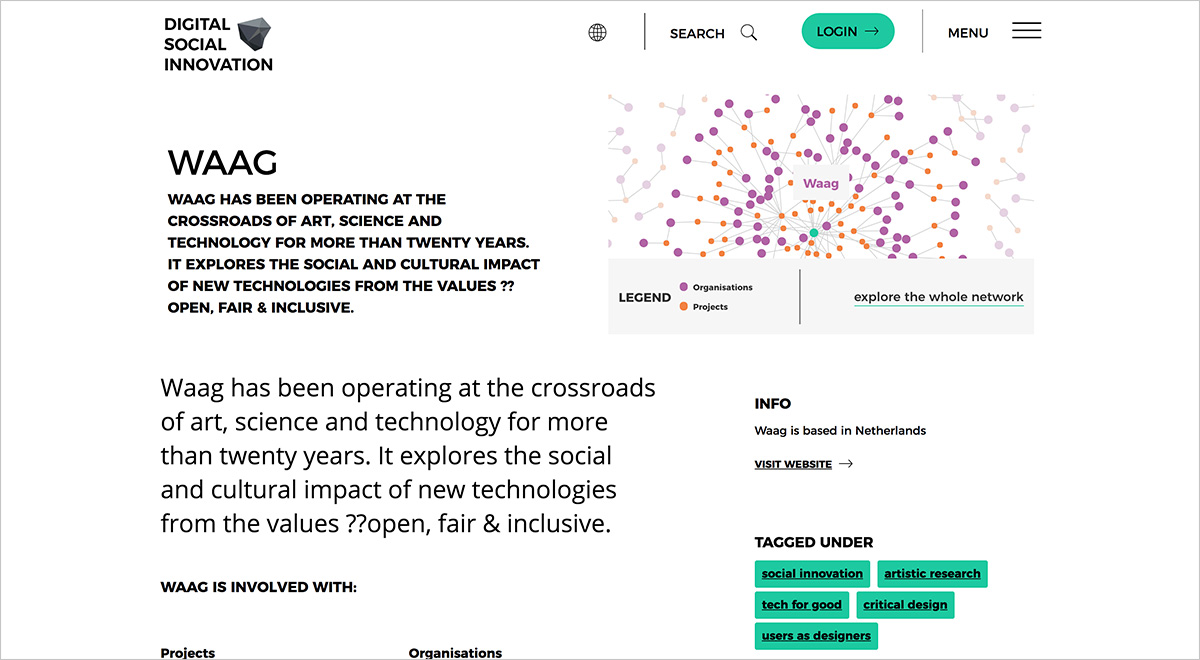 DIGITAL
SOCIAL
INNOVATION
SEARCH
LOGIN
MENU
WAAG
WAAG HAS BEEN OPERATING AT THE
CROSSROADS OF ART, SCIENCE AND
TECHNOLOGY FOR MORE THAN TWENTY YEARS.
IT EXPLORES THE SOCIAL AND CULTURAL IMPACT
OF NEW TECHNOLOGIES FROM THE VALUES ??
OPEN, FAIR & INCLUSIVE.
Waag
LEGEND
Organisations
Projects
explore the whole network
Waag has been operating at the crossroads
of art, science and technology for more
than twenty years. It explores the social
and cultural impact of new technologies
from the values ??open, fair & inclusive.
WAAG IS INVOLVED WITH:
Projects
Organisations
INFO
Waag is based in Netherlands
VISIT WEBSITE
TAGGED UNDER
social innovation
artistic research
tech for good
critical design
users as designers